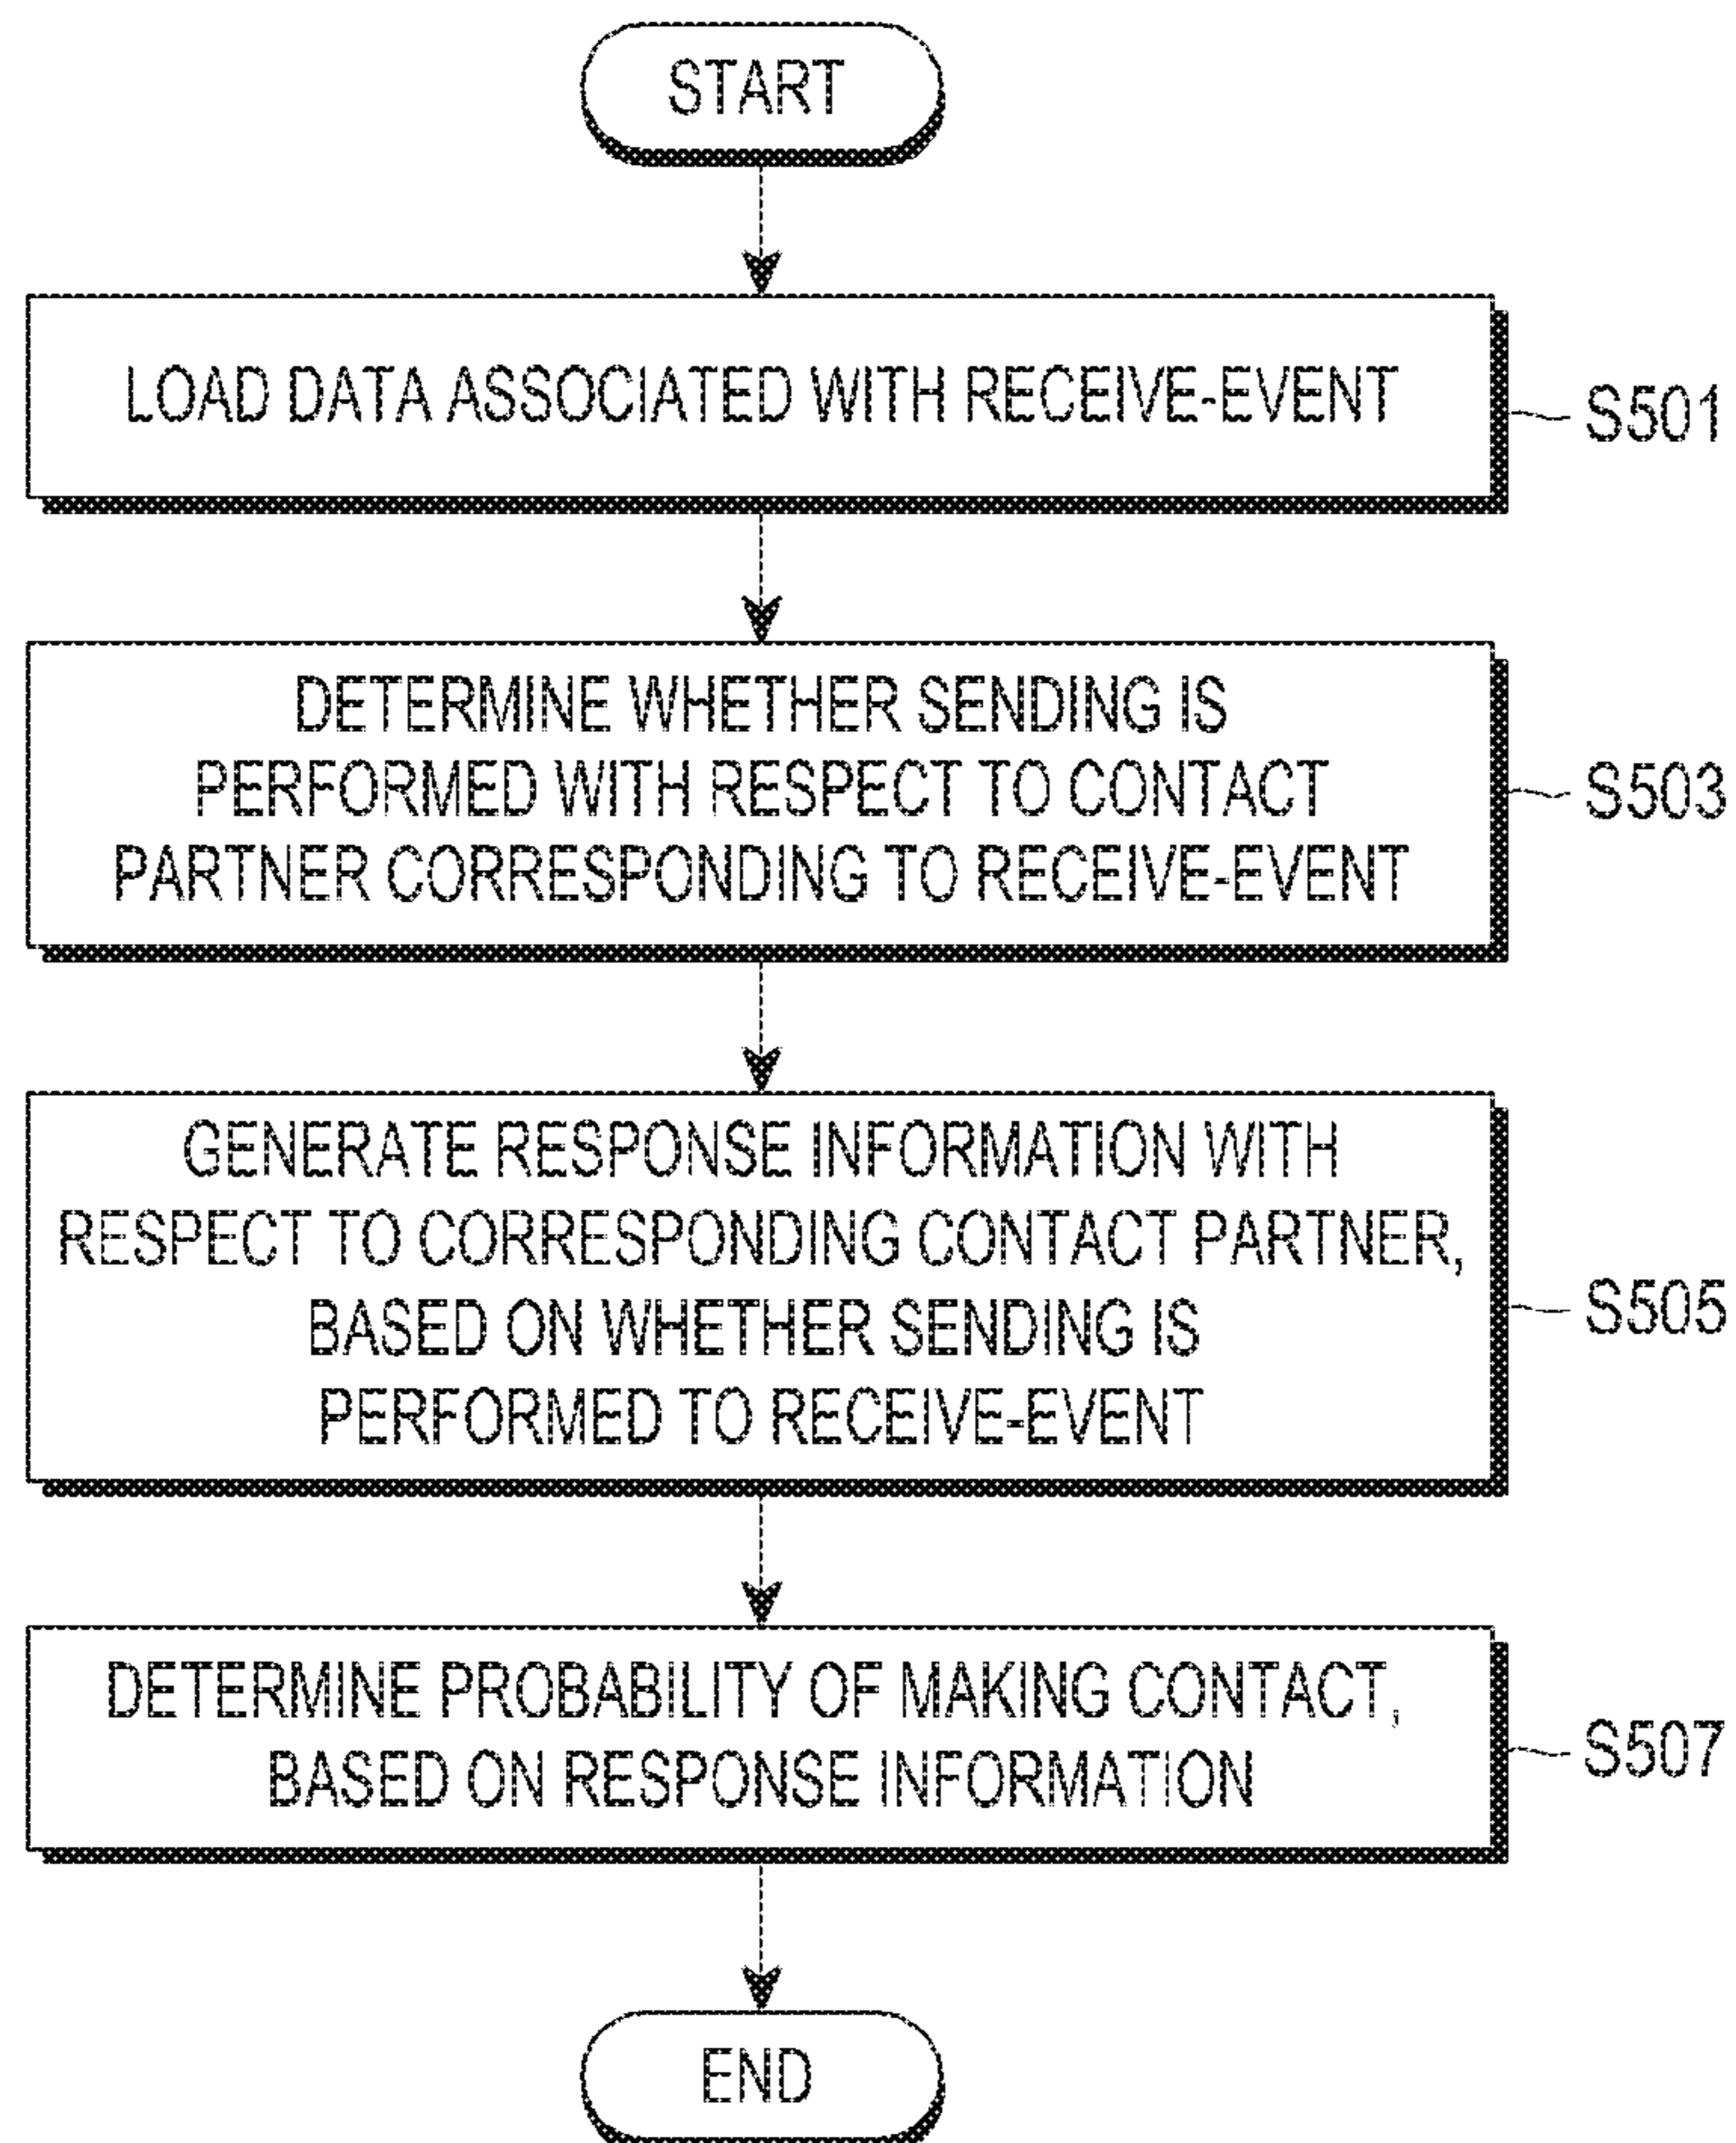 START
LOAD DATA ASSOCIATED WITH RECEIVE-EVENT
S501
DETERMINE WHETHER SENDING IS
PERFORMED WITH RESPECT TO CONTACT
PARTNER CORRESPONDING TO RECEIVE-EVENT
S503
GENERATE RESPONSE INFORMATION WITH
RESPECT TO CORRESPONDING CONTACT PARTNER,
BASED ON WHETHER SENDING IS
PERFORMED TO RECEIVE-EVENT
S505
DETERMINE PROBABILITY OF MAKING CONTACT,
BASED ON RESPONSE INFORMATION
S507
END